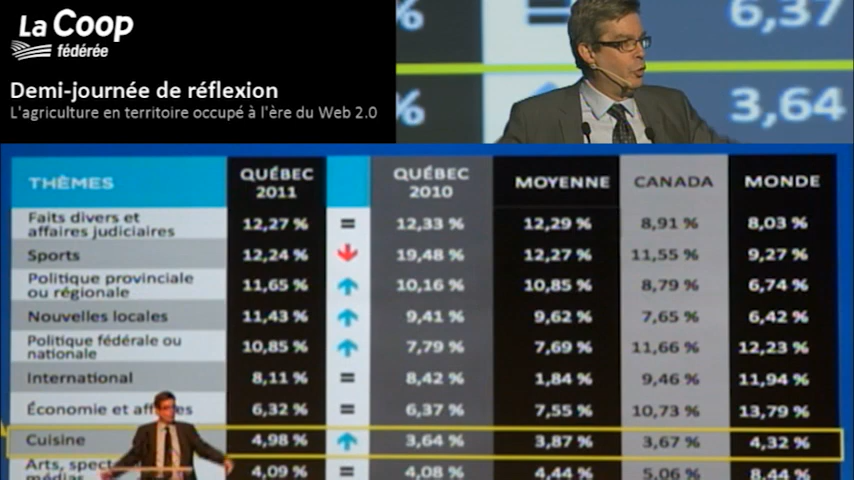 La Coop
fédérée
Demi-journée de réflexion
L'agriculture en territoire occupé à l'ère du Web 2.0
% = 6,37
% 3,64
THÈMES QUÉBEC 2011 QUÉBEC 2010 MOYENNE CANADA MONDE
Faits divers et affaires judiciaires 12,27 % = 12,33 % 12,29 % 8,91 % 8,03 %
Sports 12,24 % 19,48 % 12,27 % 11,55 % 9,27 %
Politique provinciale ou régionale 11,65 % 10,16 % 10,85 % 8,79 % 6,74 %
Nouvelles locales 11,43 % 9,41 % 9,62 % 7,65 % 6,42 %
Politique fédérale ou nationale 10,85 % 7,79 % 7,69 % 11,66 % 12,23 %
International 8,11 % = 8,42 % 1,84 % 9,46 % 11,94 %
Économie et 6,32 % = 6,37 % 7,55 % 10,73 % 13,79 %
Cuisine 4,98 % 3,64 % 3,87 % 3,67 % 4,32 %
Arts, médias 4,09 % = 4,08 % 4,44 % 5,06 % 8,44 %